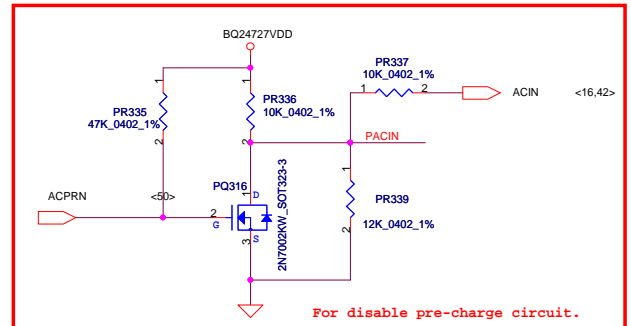 BQ24727VDD
PR337
10K_0402_1%
1
2
ACIN
<16,42>
1
PR335
47K_0402_1%
2
1
PR336
10K_0402_1%
2
PACIN
1
PR339
12K_0402_1%
2
ACPRN
<50>
PQ316
1
D
2
G
3
S
2N7002KW_SOT323-3
For disable pre-charge circuit.